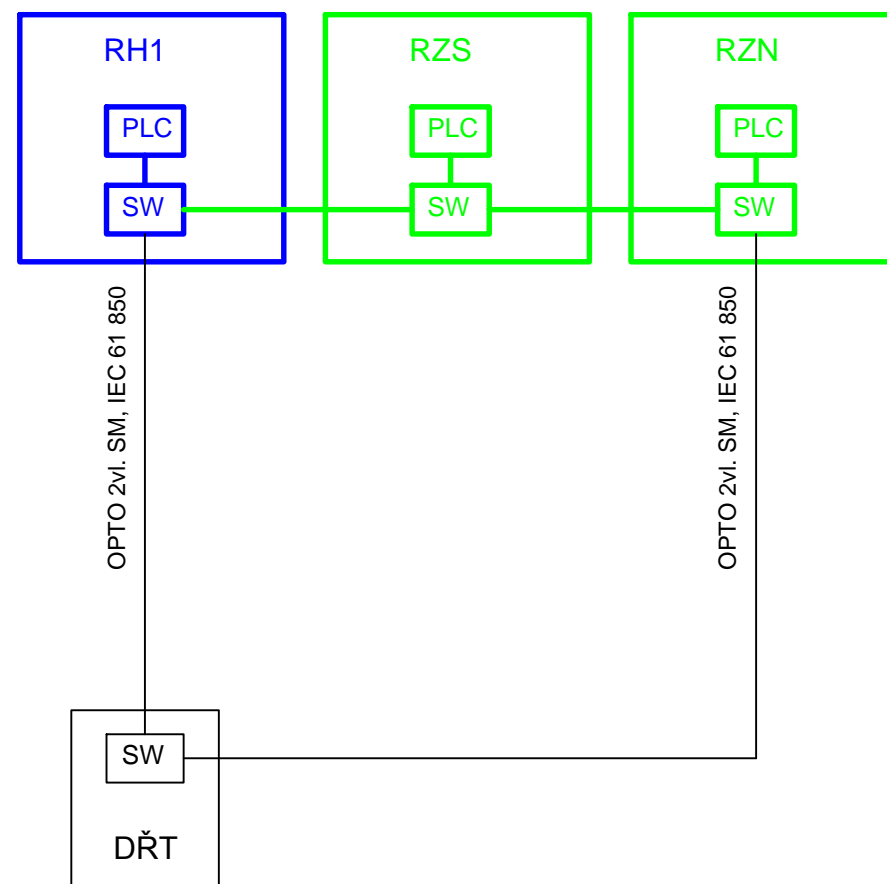 RH1
RZS
RZN
PLC
PLC
PLC
SW
SW
SW
OPTO 2vl. SM, IEC 61 850
OPTO 2vl. SM, IEC 61 850
SW
DŘT